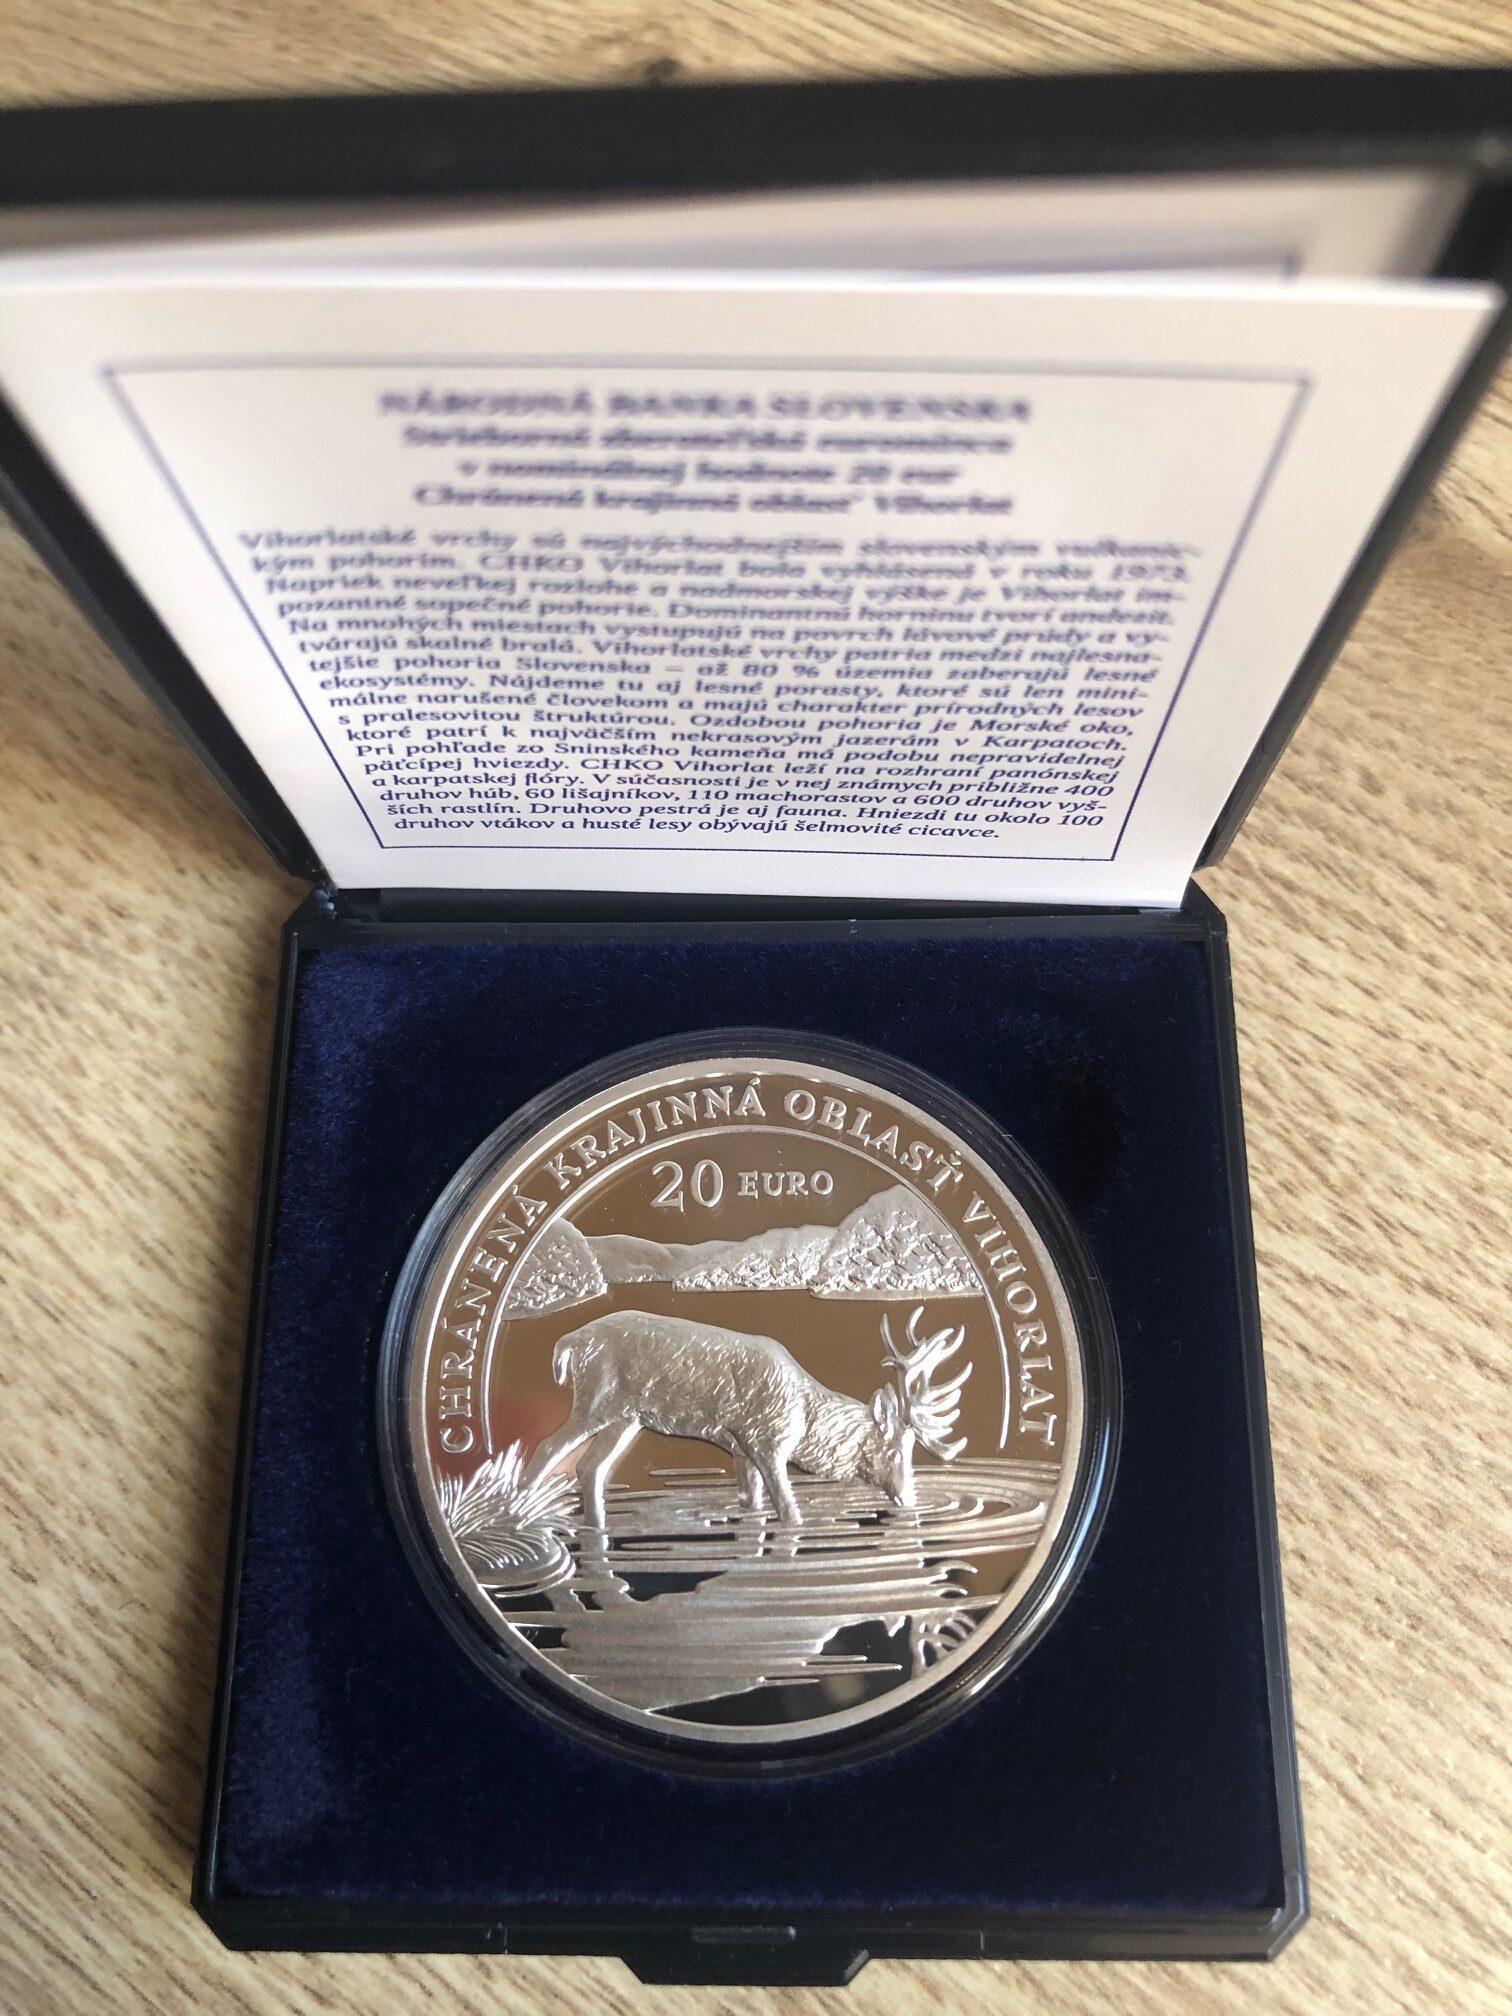 NÁRODNÁ BANKA SLOVENSKA
Strieborná zberateľská eurominca
v nominálnej hodnote 20 eur
Chránená krajinná oblasť Vihorlat
Vihorlatské vrchy sú najvýchodnejším slovenským vulkanic-
kým pohorím. CHKO Vihorlat bola vyhlásená v roku 1973.
Napriek neveľkej rozlohe a nadmorskej výške je Vihorlat im-
pozantné sopečné pohorie. Dominantnú horninu tvorí andezit.
Na mnohých miestach vystupujú na povrch lávové prúdy a vy-
tvárajú skalné bralá. Vihorlatské vrchy patria medzi najlesna-
tejšie pohoria Slovenska – až 80 % územia zaberajú lesné
ekosystémy. Nájdeme tu aj lesné porasty, ktoré sú len mini-
málne narušené človekom a majú charakter prírodných lesov
s pralesovitou štruktúrou. Ozdobou pohoria je Morské oko,
ktoré patrí k najväčším nekrasovým jazerám v Karpatoch.
Pri pohľade zo Sninského kameňa má podobu nepravidelnej
päťcípej hviezdy. CHKO Vihorlat leží na rozhraní panónskej
a karpatskej flóry. V súčasnosti je v nej známych približne 400
druhov húb, 60 lišajníkov, 110 machorastov a 600 druhov vyš-
ších rastlín. Druhovo pestrá je aj fauna. Hniezdi tu okolo 100
druhov vtákov a husté lesy obývajú šelmovité cicavce.
CHRÁNENÁ KRAJINNÁ OBLASŤ VIHORLAT
20 EURO